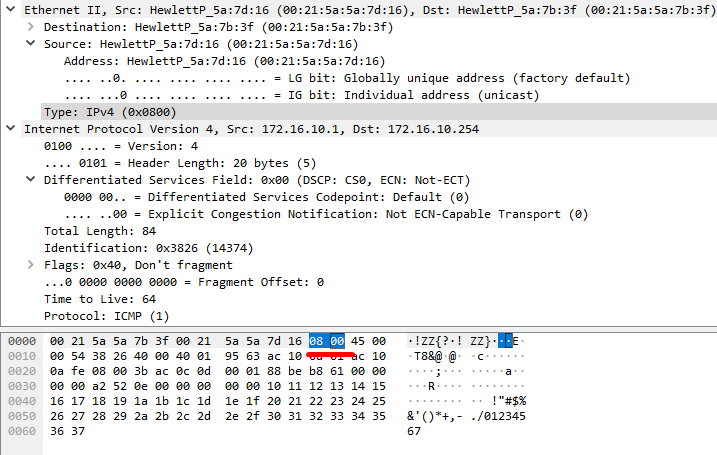 Ethernet II, Src: HewlettP_5a:7d:16 (00:21:5a:5a:7d:16), Dst: HewlettP_5a:7b:3f (00:21:5a:5a:7b:3f)
Destination: HewlettP_5a:7b:3f (00:21:5a:5a:7b:3f)
Source: HewlettP_5a:7d:16 (00:21:5a:5a:7d:16)
Address: HewlettP_5a:7d:16 (00:21:5a:5a:7d:16)
.... ..0. .... .... .... .... = LG bit: Globally unique address (factory default)
.... ...0 .... .... .... .... = IG bit: Individual address (unicast)
Type: IPv4 (0x0800)
Internet Protocol Version 4, Src: 172.16.10.1, Dst: 172.16.10.254
0100 .... = Version: 4
.... 0101 = Header Length: 20 bytes (5)
Differentiated Services Field: 0x00 (DSCP: CS0, ECN: Not-ECT)
0000 00.. = Differentiated Services Codepoint: Default (0)
.... ..00 = Explicit Congestion Notification: Not ECN-Capable Transport (0)
Total Length: 84
Identification: 0x3826 (14374)
Flags: 0x40, Don't fragment
...0 0000 0000 0000 = Fragment Offset: 0
Time to Live: 64
Protocol: ICMP (1)
0000 00 21 5a 5a 7b 3f 00 21 5a 5a 7d 16 08 00 45 00 ·!ZZ{?·! ZZ}···E·
0010 00 54 38 26 40 00 40 01 95 63 ac 10 0a 01 ac 10 ·T8&@·@· ·c······
0020 0a fe 08 00 3b ac 0c 0d 00 01 88 be b8 61 00 00 ····;··· ·····a··
0030 00 00 a2 52 0e 00 00 00 00 00 10 11 12 13 14 15 ···R···· ········
0040 16 17 18 19 1a 1b 1c 1d 1e 1f 20 21 22 23 24 25 ········ ·· !"#$%
0050 26 27 28 29 2a 2b 2c 2d 2e 2f 30 31 32 33 34 35 &'()*+,- ./012345
0060 36 37 67